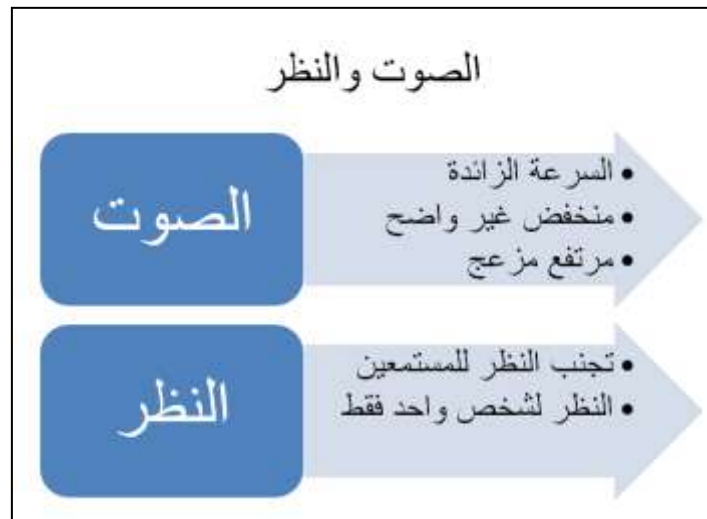 الصوت والنظر
الصوت
• السرعة الزائدة
• منخفض غير واضح
• مرتفع مزعج
النظر
• تجنب النظر للمستمعين
• النظر لشخص واحد فقط